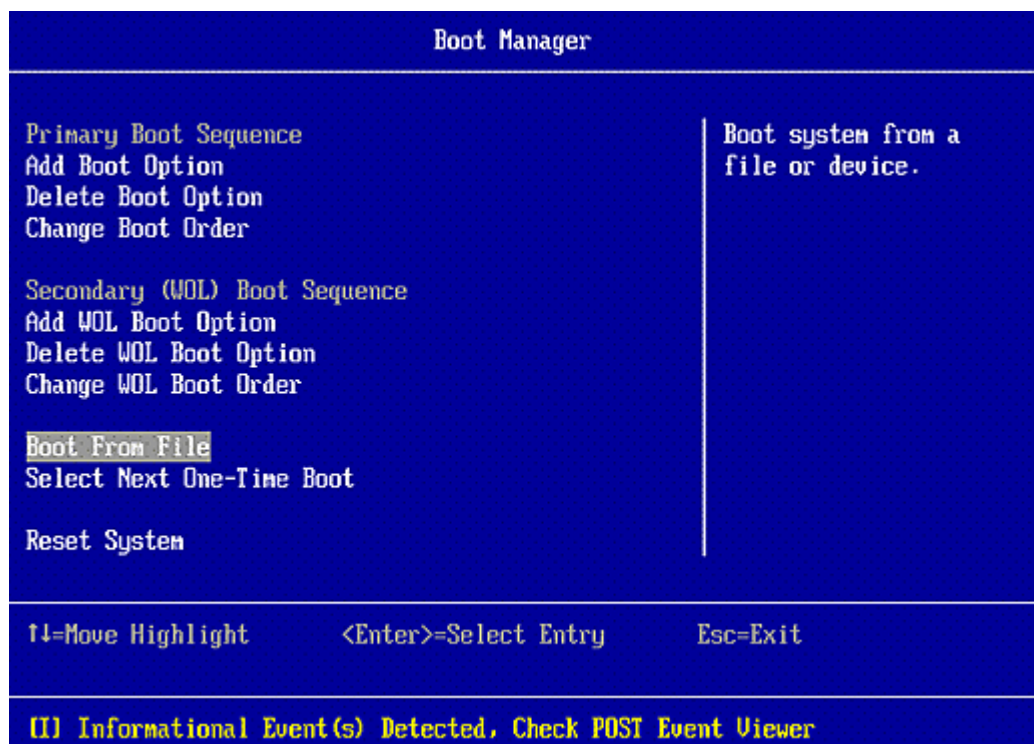 Boot Manager
Primary Boot Sequence
Add Boot Option
Delete Boot Option
Change Boot Order
Secondary (WOL) Boot Sequence
Add WOL Boot Option
Delete WOL Boot Option
Change WOL Boot Order
Boot From File
Select Next One-Time Boot
Reset System
Boot system from a
file or device.
↑↓=Move Highlight <Enter>=Select Entry Esc=Exit
[I] Informational Event(s) Detected, Check POST Event Viewer